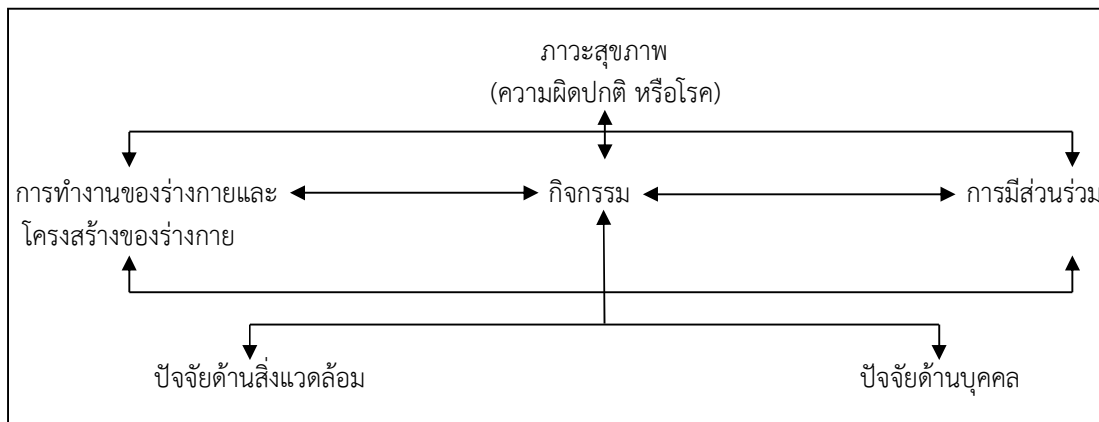 ภาวะสุขภาพ
(ความผิดปกติ หรือโรค)
การทำงานของร่างกายและ
โครงสร้างของร่างกาย
กิจกรรม
การมีส่วนร่วม
ปัจจัยด้านสิ่งแวดล้อม
ปัจจัยด้านบุคคล